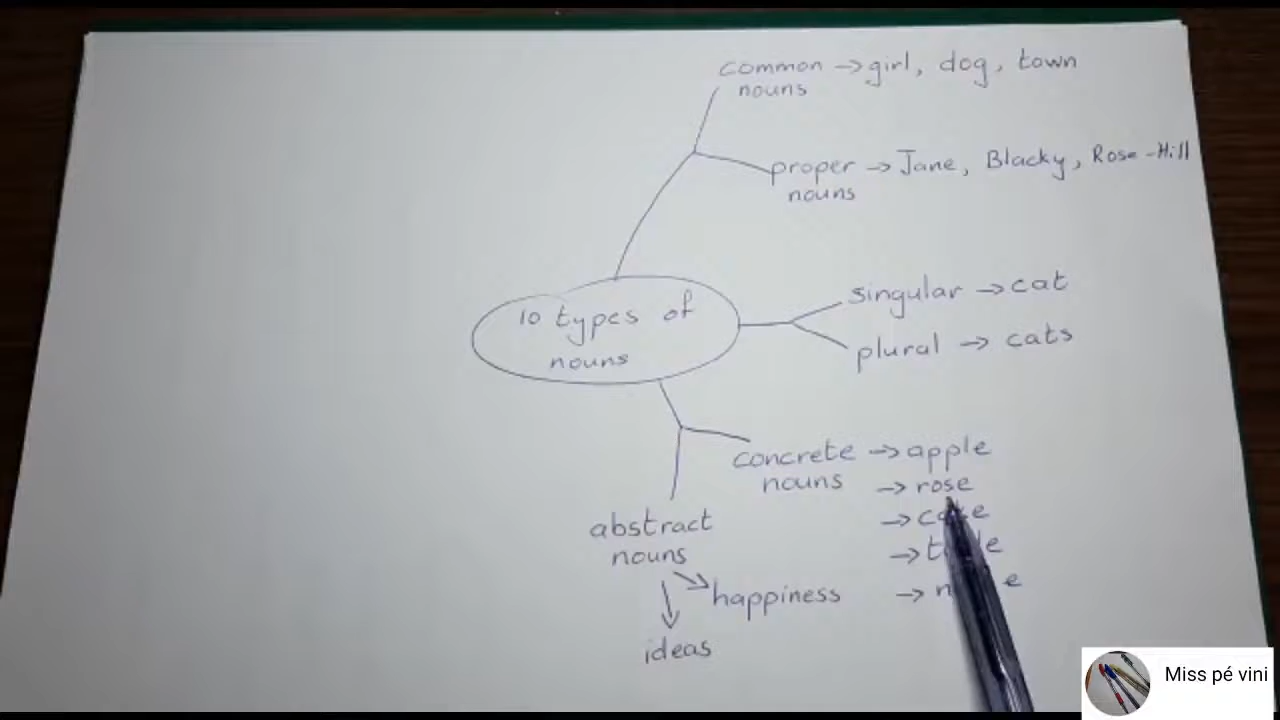 common → girl, dog, town
nouns
proper → Jane, Blacky, Rose-Hill
nouns
10 types of
nouns
singular → cat
plural → cats
concrete → apple
nouns → rose
abstract
nouns
happiness
ideas
Miss pé vini